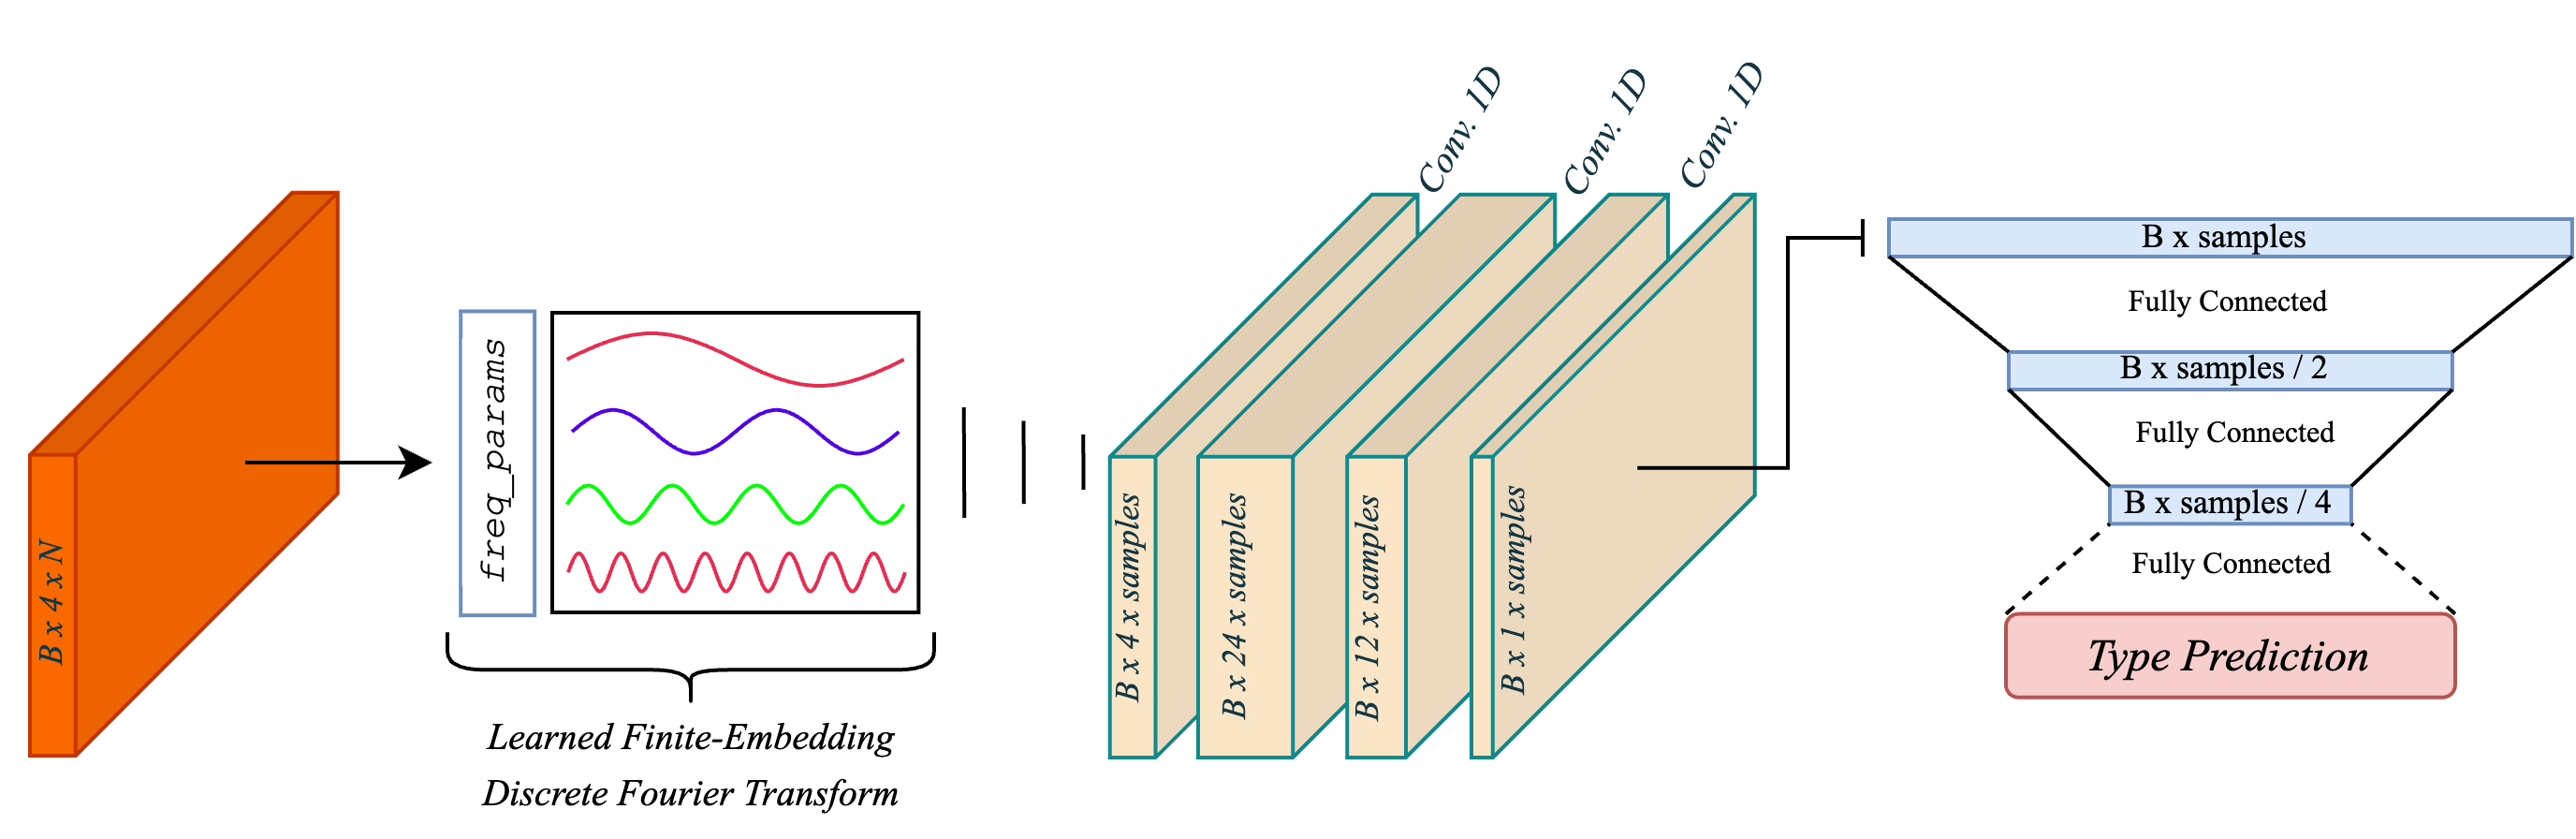 B x 4 x N
freq_params
Learned Finite-Embedding
Discrete Fourier Transform
B x 4 x samples
B x 24 x samples
B x 12 x samples
B x 1 x samples
Conv. 1D
Conv. 1D
Conv. 1D
B x samples
Fully Connected
B x samples / 2
Fully Connected
B x samples / 4
Fully Connected
Type Prediction